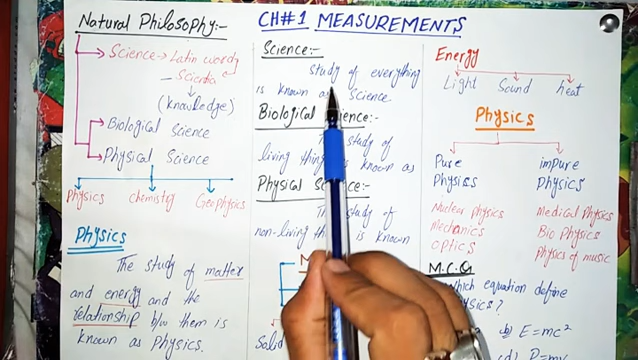 Natural Philosophy:-
Science → Latin word
Scientia
(knowledge)
Biological Science
Physical Science
Physics chemistry Geophysics
Physics
The study of matter
and energy and the
relationship b/w them is
known as Physics.
CH#1 MEASUREMENTS
Science:-
Study of everything
is known as Science
Biological Science:-
study of
living things is known as
Physical Science:-
The study of
non-living is known
Solid
Energy
Light Sound heat
Physics
Pure impure
Physics physics
Nuclear physics Medical physics
Mechanics Bio Physics
optics physics of music
M.C.Q
Which equation define
physics?
b) E=mc²
d) P=mv